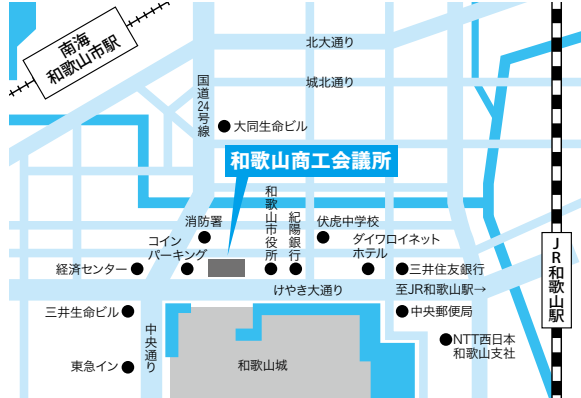 南海
和歌山市駅
北大通り
城北通り
国道24号線
大同生命ビル
和歌山商工会議所
消防署
和歌山市役所
紀陽銀行
伏虎中学校
コイン
パーキング
ダイワロイネット
ホテル
経済センター
三井住友銀行
けやき大通り
至JR和歌山駅→
JR和歌山駅
三井生命ビル
中央郵便局
中央通り
NTT西日本
和歌山支社
東急イン
和歌山城